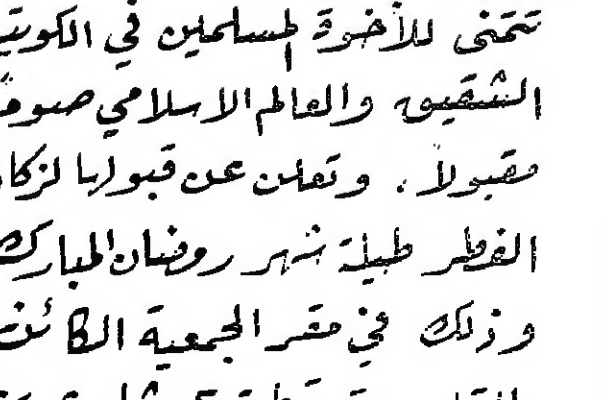 تتمنى للأخوة المسلمين في الكويت
الشقيق والعالم الاسلامي صوماً
مقبولاً، وتعلن عن قبولها لزكاة
الفطر طيلة شهر رمضان المبارك
وذلك في مقر الجمعية الكائن